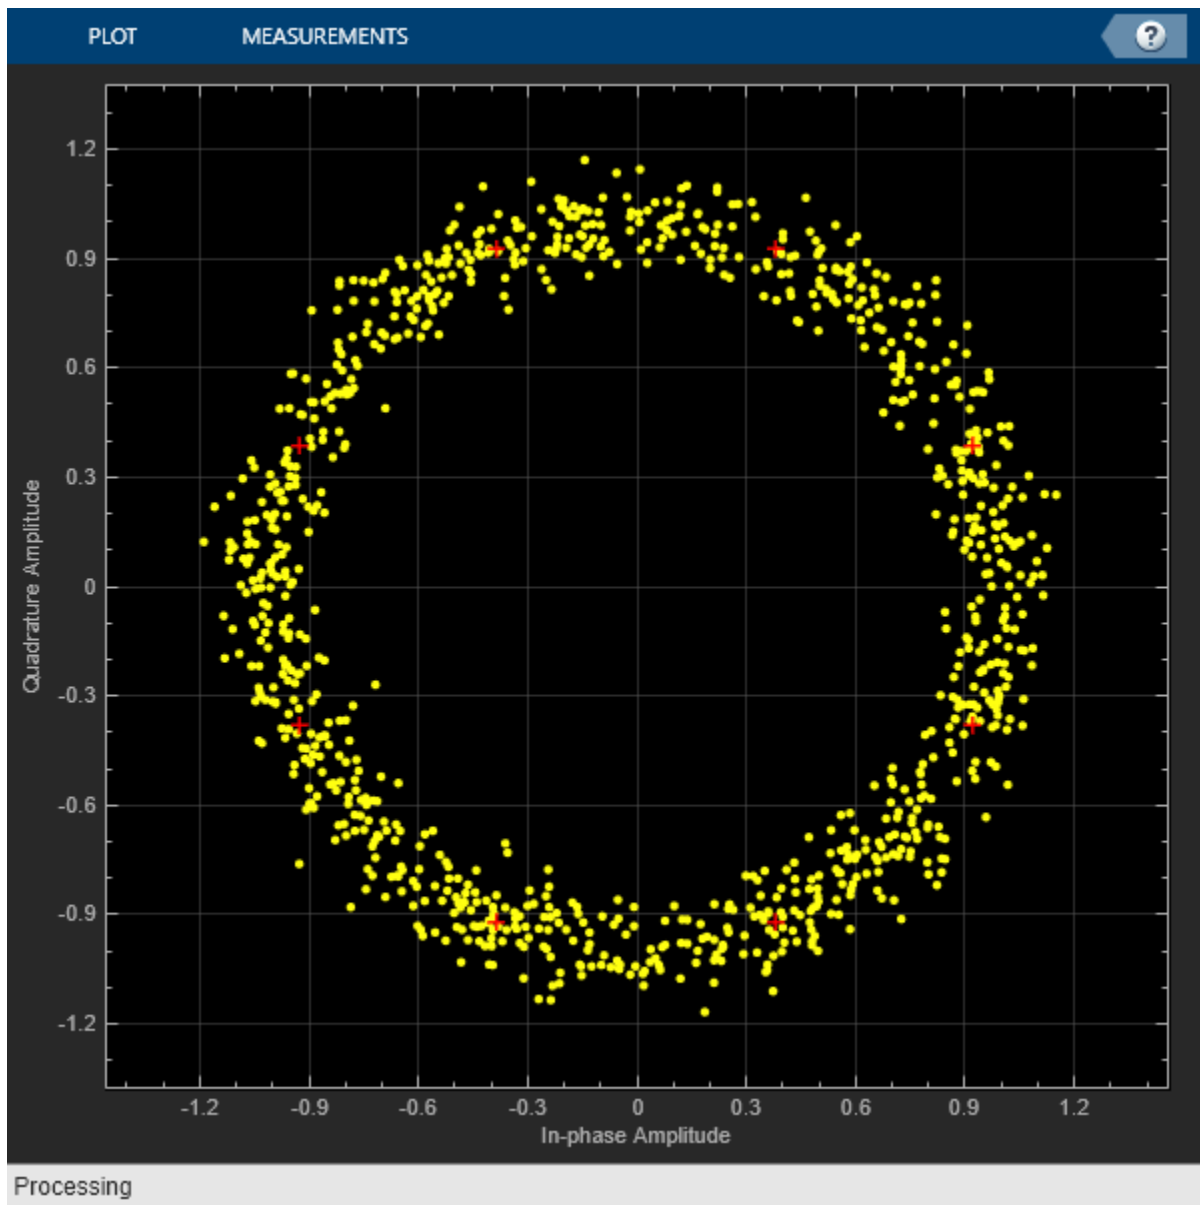 PLOT MEASUREMENTS ?
1.2
0.9
0.6
0.3
0
-0.3
-0.6
-0.9
-1.2
Quadrature Amplitude
-1.2 -0.9 -0.6 -0.3 0 0.3 0.6 0.9 1.2
In-phase Amplitude
Processing